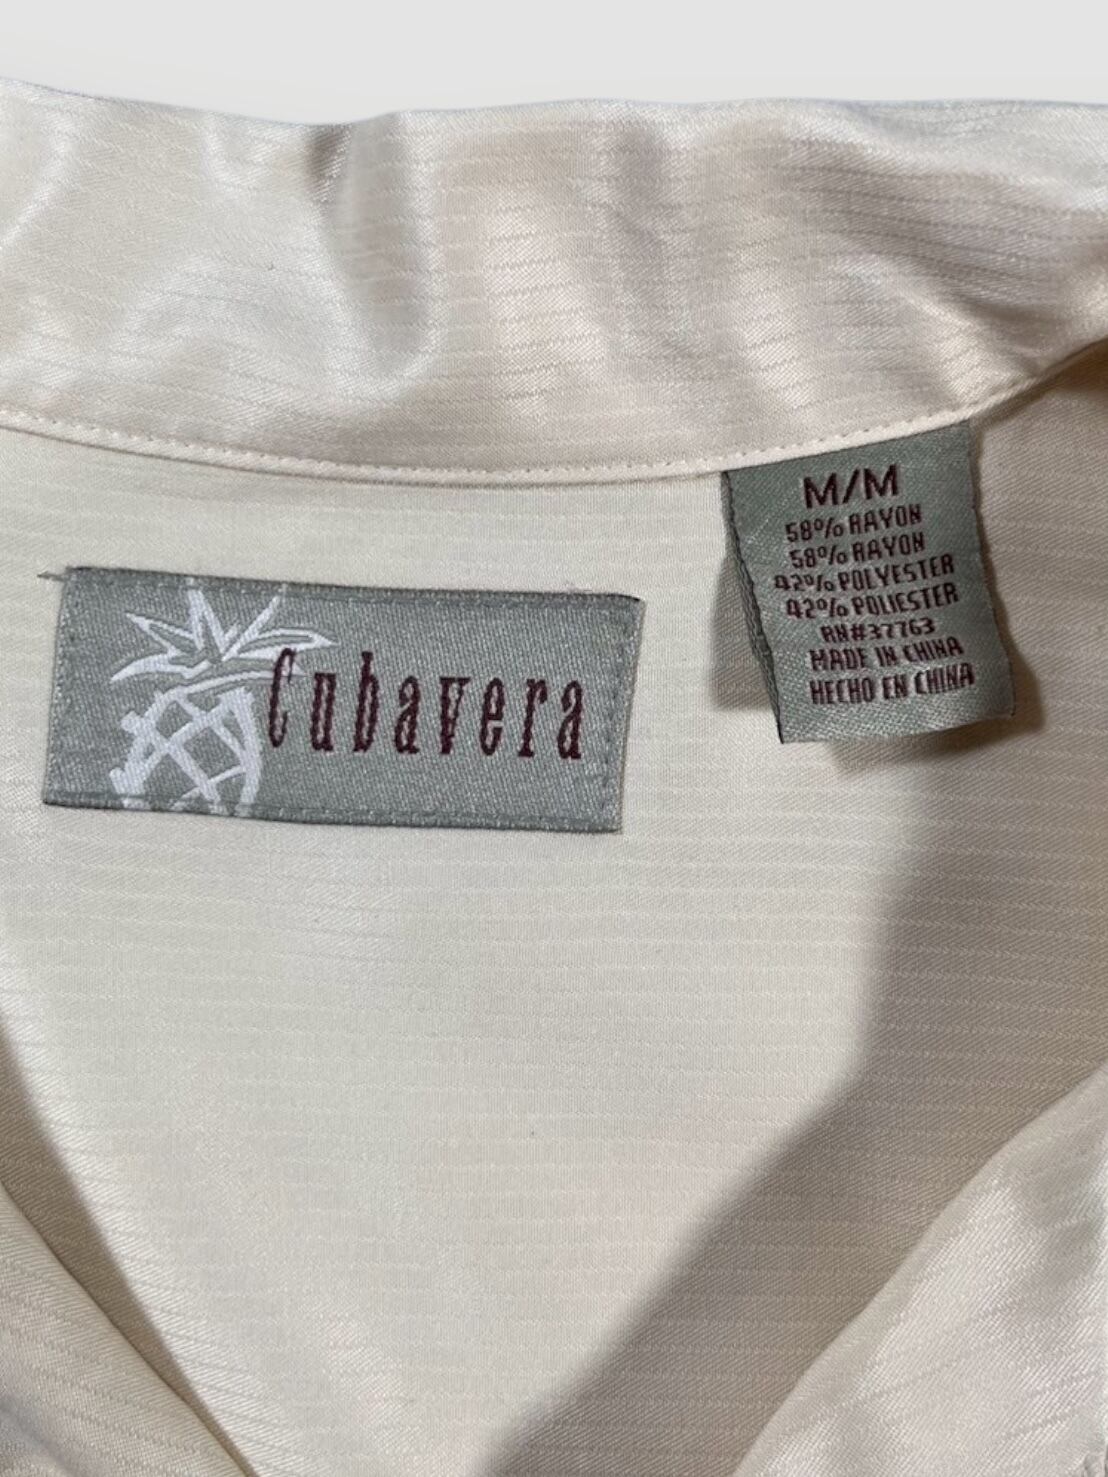 Cubavera
M/M
58% RAYON
58% RAYON
42% POLYESTER
42% POLIESTER
RN#37763
MADE IN CHINA
HECHO EN CHINA